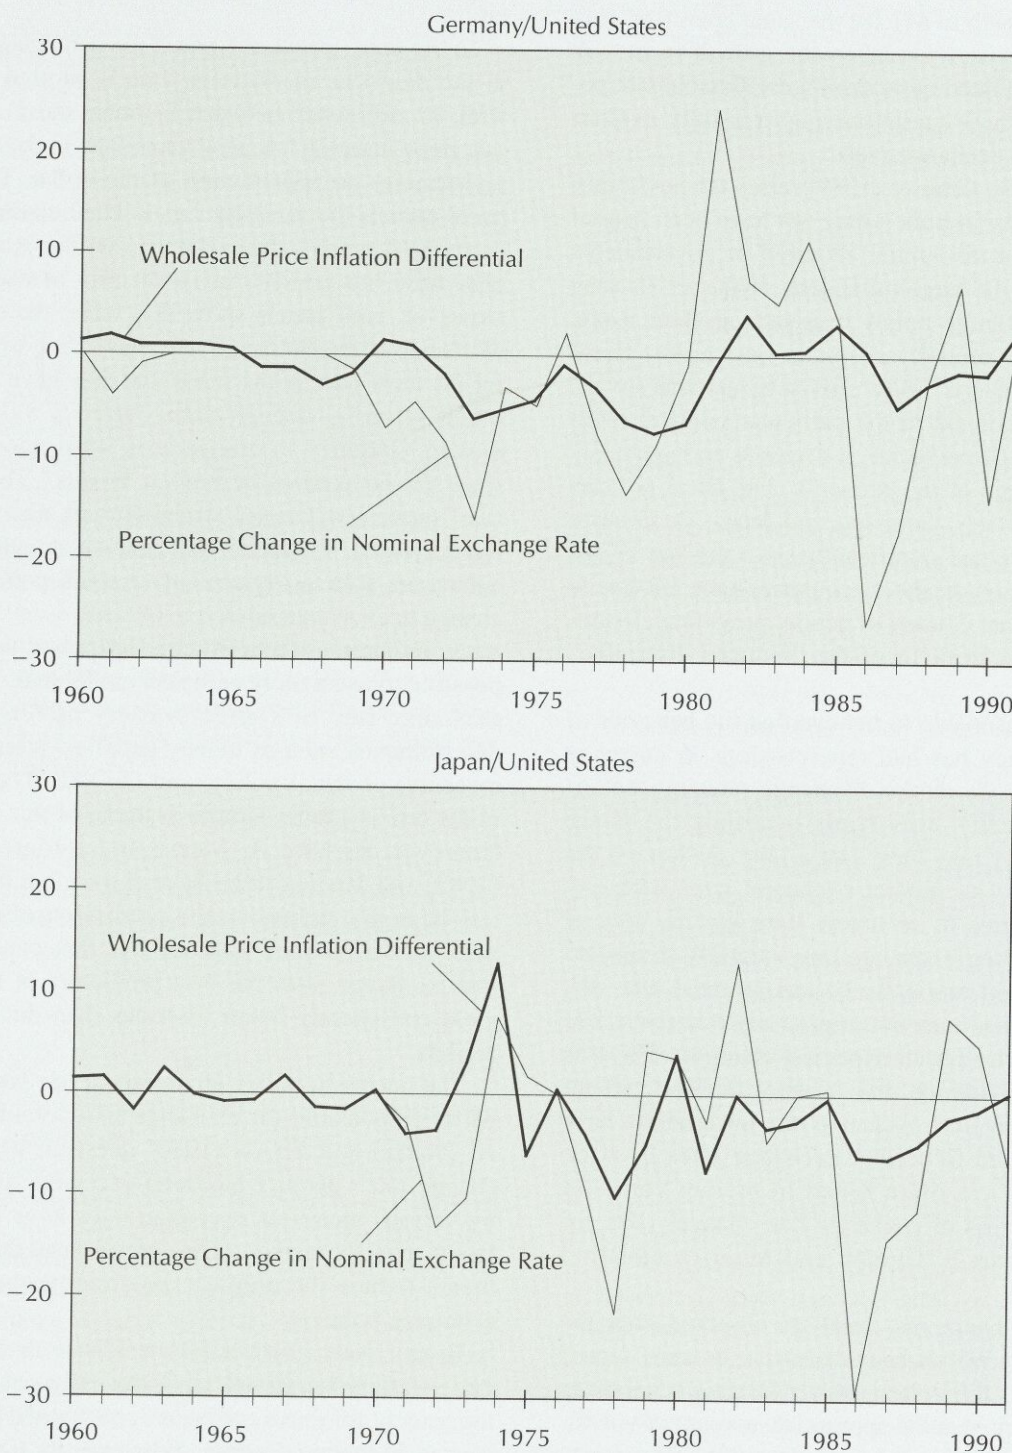 Germany/United States
30
20
10
0
−10
−20
−30
Wholesale Price Inflation Differential
Percentage Change in Nominal Exchange Rate
1960 1965 1970 1975 1980 1985 1990
Japan/United States
30
20
10
0
−10
−20
−30
Wholesale Price Inflation Differential
Percentage Change in Nominal Exchange Rate
1960 1965 1970 1975 1980 1985 1990